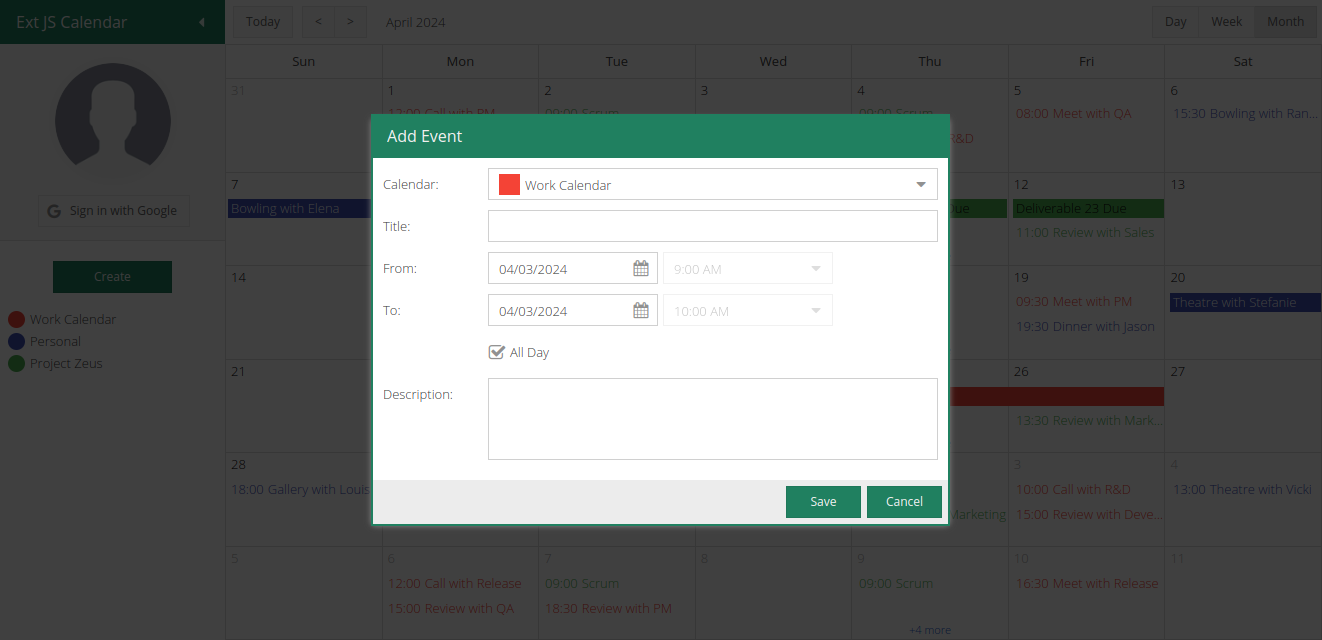 Ext JS Calendar
Today < > April 2024 Day Week Month
Sun Mon Tue Wed Thu Fri Sat
31 1 2 3 4 5 6
12:00 Call with PM 09:00 Scrum 09:00 Scrum 08:00 Meet with QA 15:30 Bowling with Ran...
R&D
Add Event
Calendar: Work Calendar
Title:
From: 04/03/2024 9:00 AM
To: 04/03/2024 10:00 AM
All Day
Description:
Save Cancel
Sign in with Google
Create
Work Calendar
Personal
Project Zeus
7 12 13
Bowling with Elena Due Deliverable 23 Due
11:00 Review with Sales
14 19 20
09:30 Meet with PM Theatre with Stefanie
19:30 Dinner with Jason
21 26 27
13:30 Review with Mark...
28 3 4
18:00 Gallery with Louis 10:00 Call with R&D 13:00 Theatre with Vicki
Marketing 15:00 Review with Deve...
5 6 7 8 9 10 11
12:00 Call with Release 09:00 Scrum 09:00 Scrum 16:30 Meet with Release
15:00 Review with QA 18:30 Review with PM
+4 more